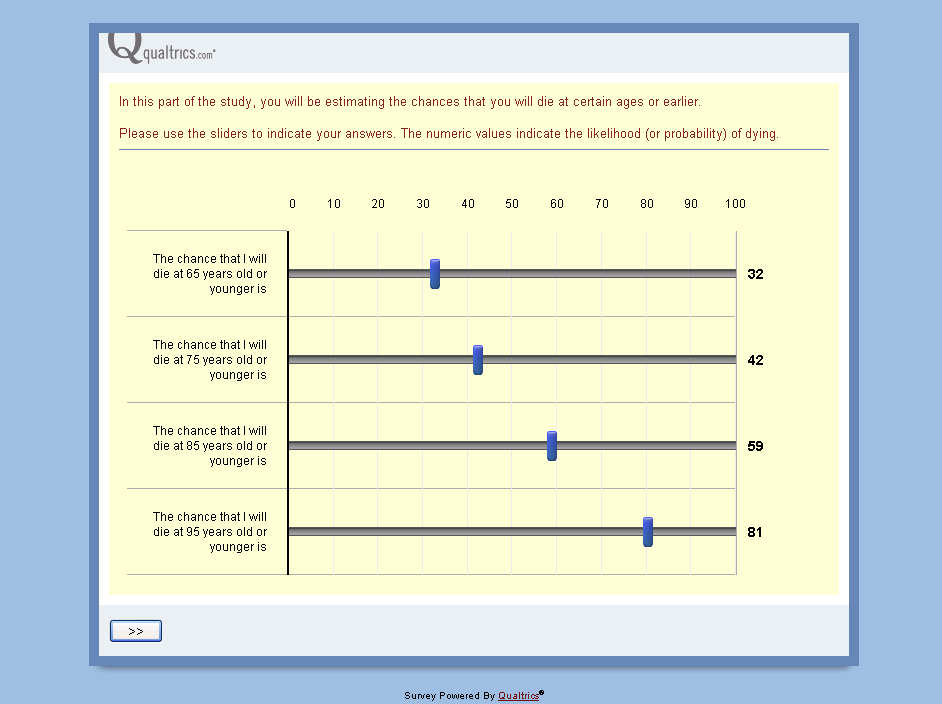 Qualtrics.com®
In this part of the study, you will be estimating the chances that you will die at certain ages or earlier.
Please use the sliders to indicate your answers. The numeric values indicate the likelihood (or probability) of dying.
0 10 20 30 40 50 60 70 80 90 100
The chance that I will
die at 65 years old or
younger is
32
The chance that I will
die at 75 years old or
younger is
42
The chance that I will
die at 85 years old or
younger is
59
The chance that I will
die at 95 years old or
younger is
81
>>
Survey Powered By Qualtrics®